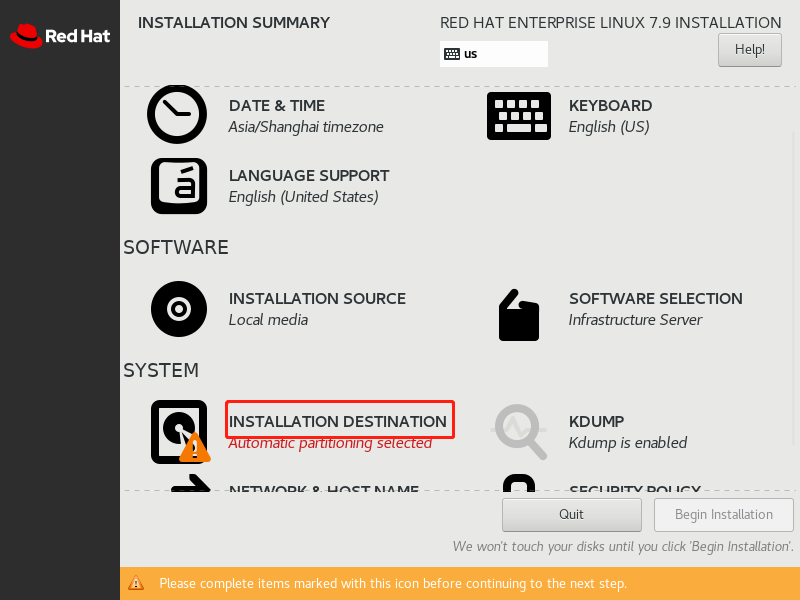 Red Hat
INSTALLATION SUMMARY
RED HAT ENTERPRISE LINUX 7.9 INSTALLATION
us
Help!
DATE & TIME
Asia/Shanghai timezone
KEYBOARD
English (US)
LANGUAGE SUPPORT
English (United States)
SOFTWARE
INSTALLATION SOURCE
Local media
SOFTWARE SELECTION
Infrastructure Server
SYSTEM
INSTALLATION DESTINATION
Automatic partitioning selected
KDUMP
Kdump is enabled
NETWORK & HOST NAME
SECURITY POLICY
Quit
Begin Installation
We won't touch your disks until you click 'Begin Installation'.
Please complete items marked with this icon before continuing to the next step.